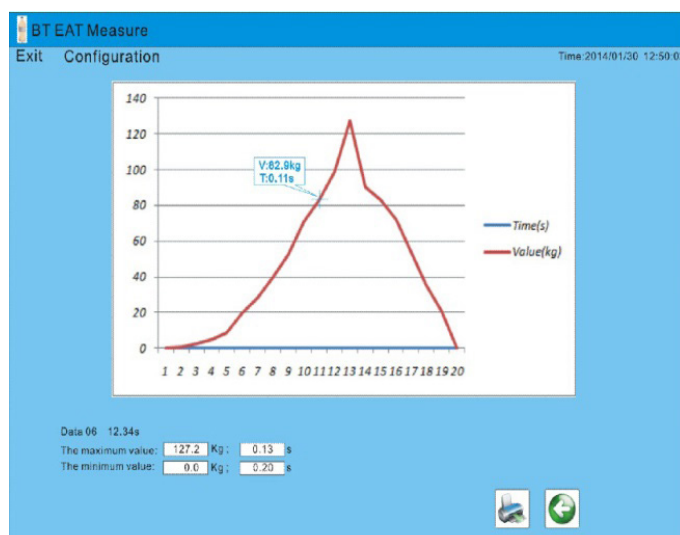 BT EAT Measure
Exit Configuration
Time:2014/01/30 12:50:0
140
120
100
80
60
40
20
0
V:82.9kg
T:0.11s
Time(s)
Value(kg)
1 2 3 4 5 6 7 8 9 10 11 12 13 14 15 16 17 18 19 20
Data 06 12.34s
The maximum value: 127.2 Kg; 0.13 s
The minimum value: 0.0 Kg; 0.20 s